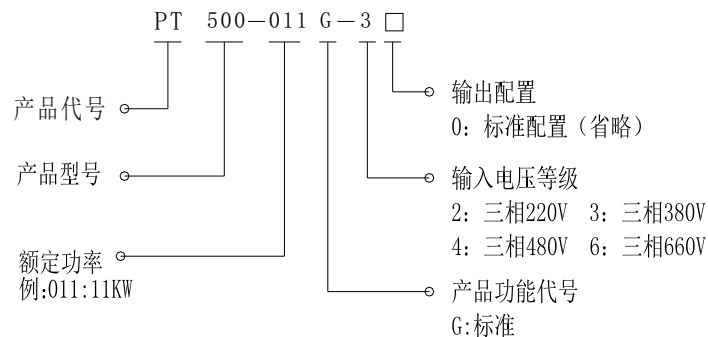 PT 500-011 G-3□
产品代号
产品型号
额定功率
例:011:11KW
输出配置
0: 标准配置（省略）
输入电压等级
2: 三相220V 3: 三相380V
4: 三相480V 6: 三相660V
产品功能代号
G:标准